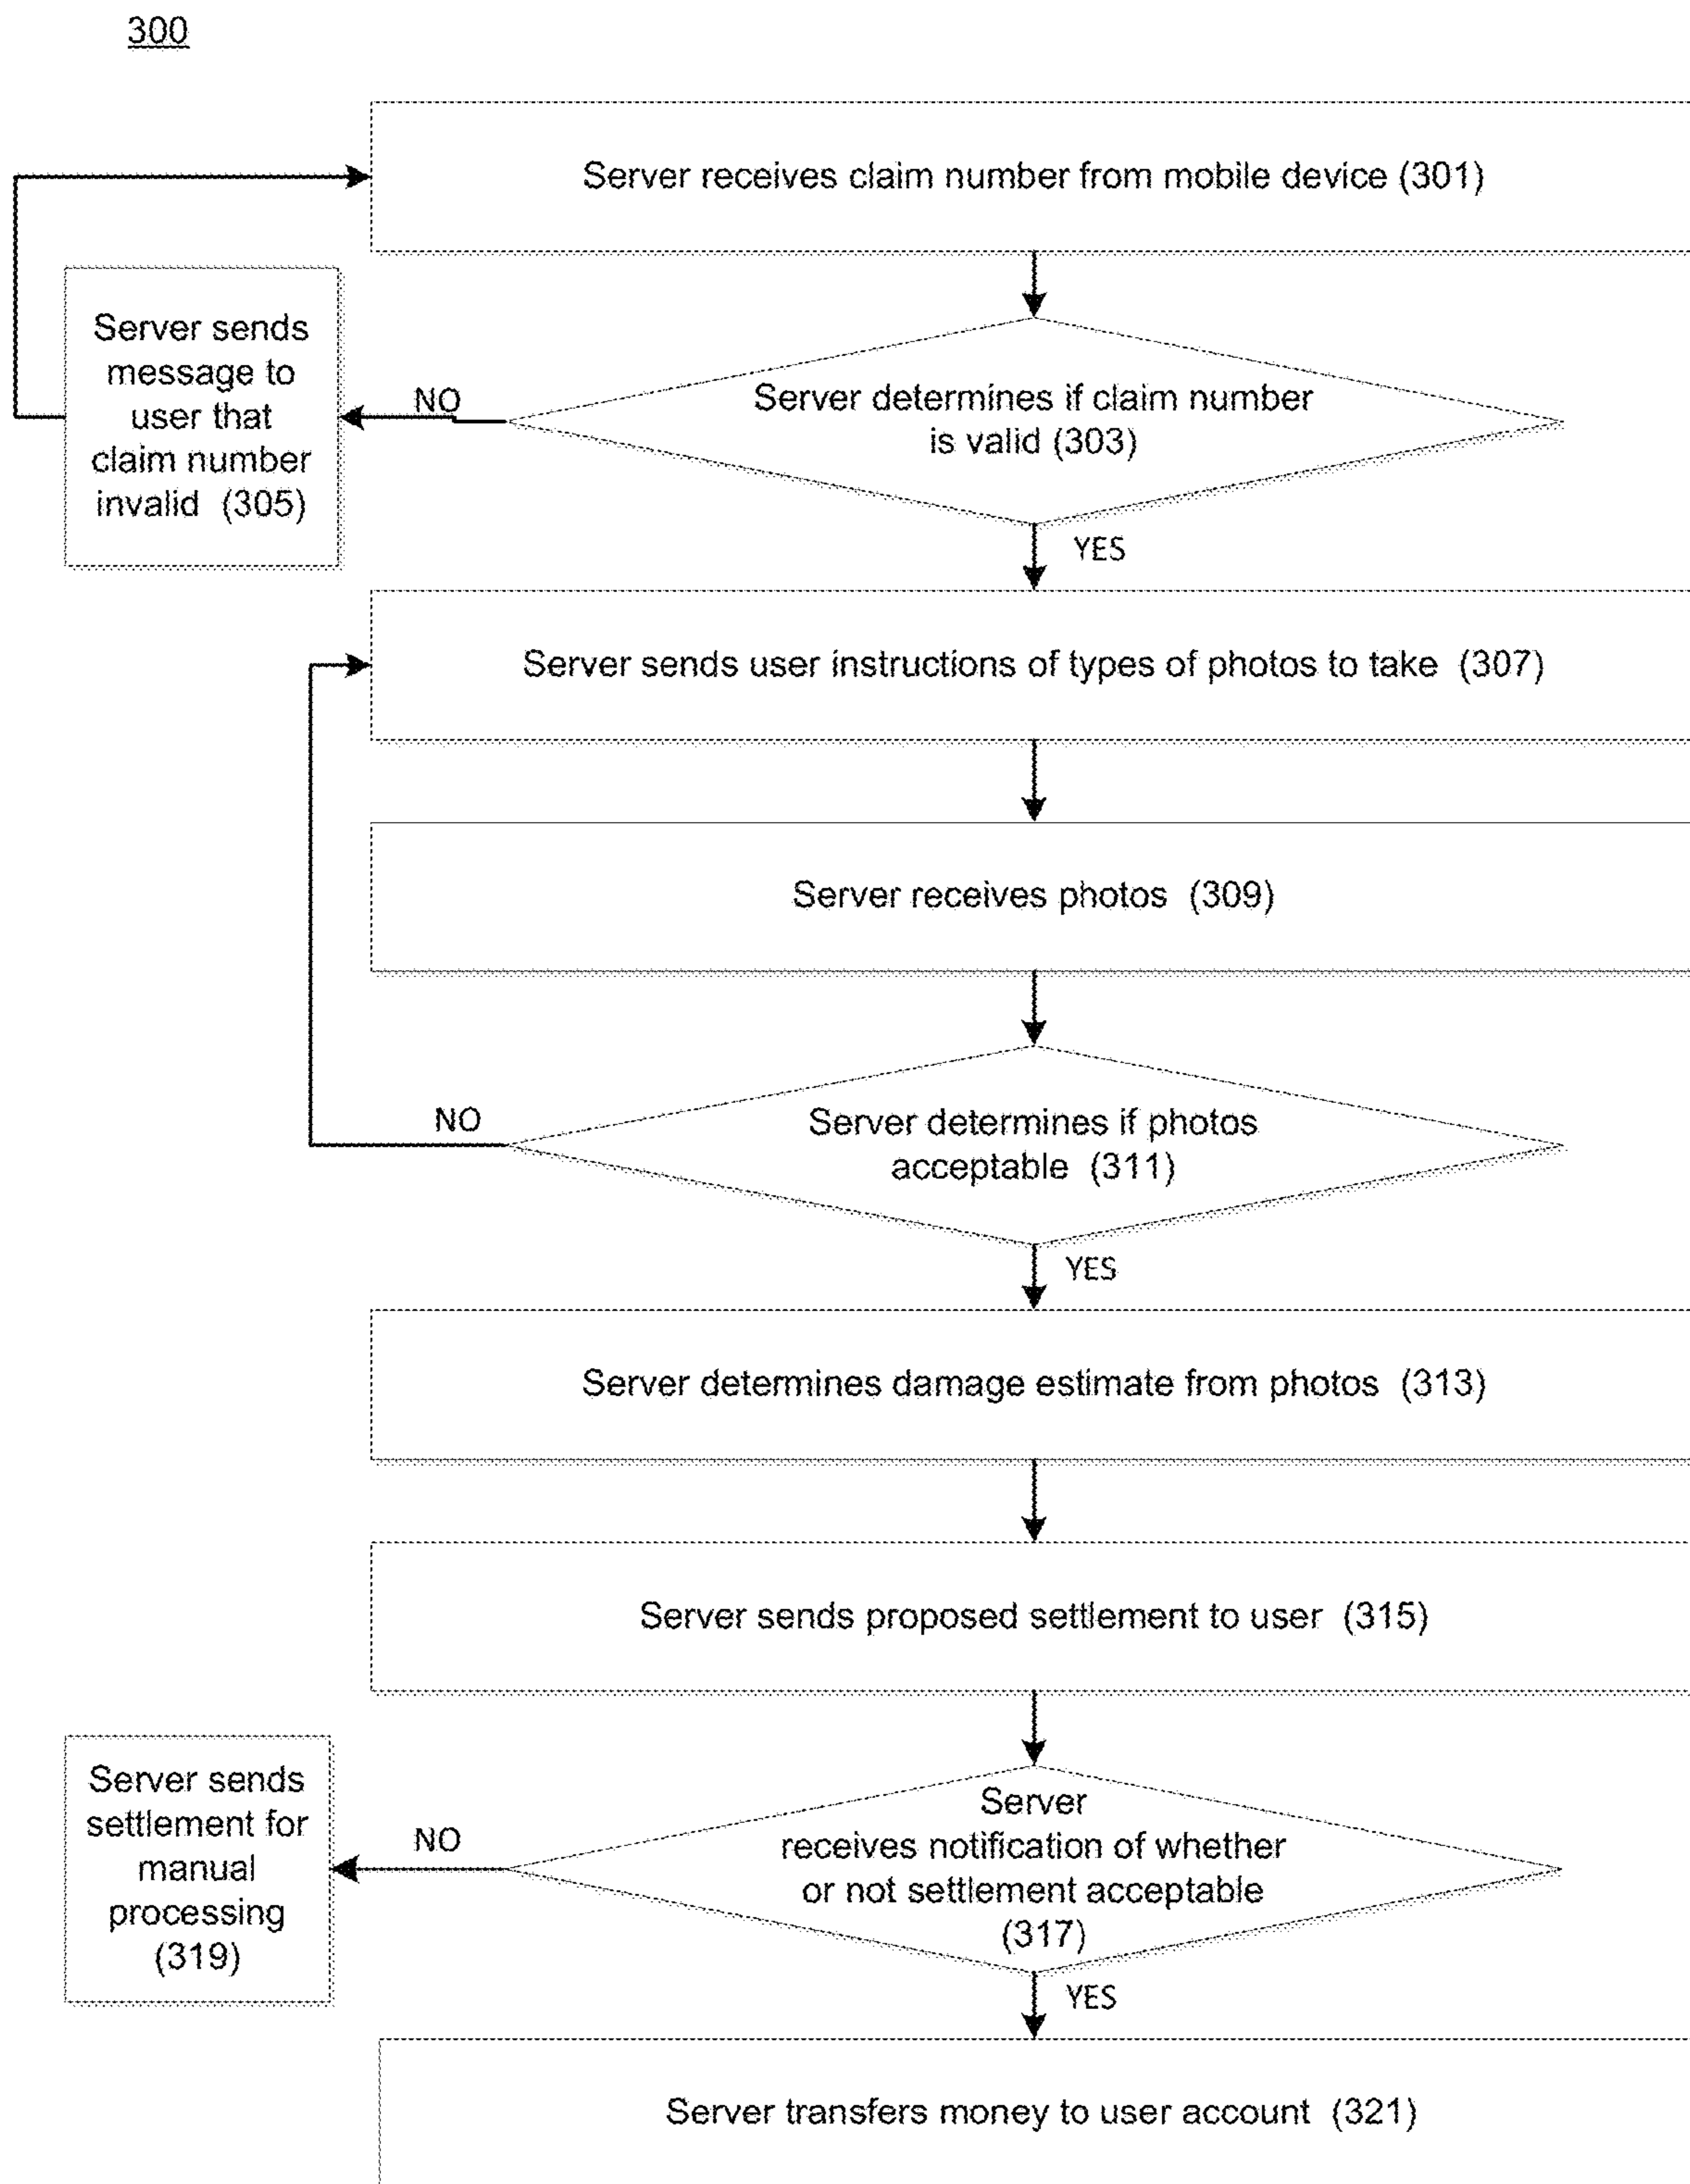 300
Server receives claim number from mobile device (301)
Server sends
message to
user that
claim number
invalid (305)
NO
Server determines if claim number
is valid (303)
YES
Server sends user instructions of types of photos to take (307)
Server receives photos (309)
NO
Server determines if photos
acceptable (311)
YES
Server determines damage estimate from photos (313)
Server sends proposed settlement to user (315)
Server sends
settlement for
manual
processing
(319)
NO
Server
receives notification of whether
or not settlement acceptable
(317)
YES
Server transfers money to user account (321)